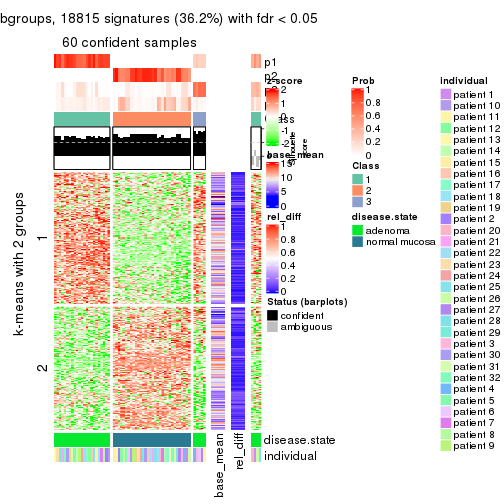 bgroups, 18815 signatures (36.2%) with fdr < 0.05
60 confident samples
p1
p2
z-score
2
1
0
-1
-2
base_mean
15
10
5
0
rel_diff
1
0.8
0.6
0.4
0.2
0
Status (barplots)
confident
ambiguous
Prob
1
0.8
0.6
0.4
0.2
0
Class
1
2
3
disease.state
adenoma
normal mucosa
individual
patient 1
patient 10
patient 11
patient 12
patient 13
patient 14
patient 15
patient 16
patient 17
patient 18
patient 19
patient 2
patient 20
patient 21
patient 22
patient 23
patient 24
patient 25
patient 26
patient 27
patient 28
patient 29
patient 3
patient 30
patient 31
patient 32
patient 4
patient 5
patient 6
patient 7
patient 8
patient 9
k-means with 2 groups
1
2
disease.state
individual
base_mean
rel_diff